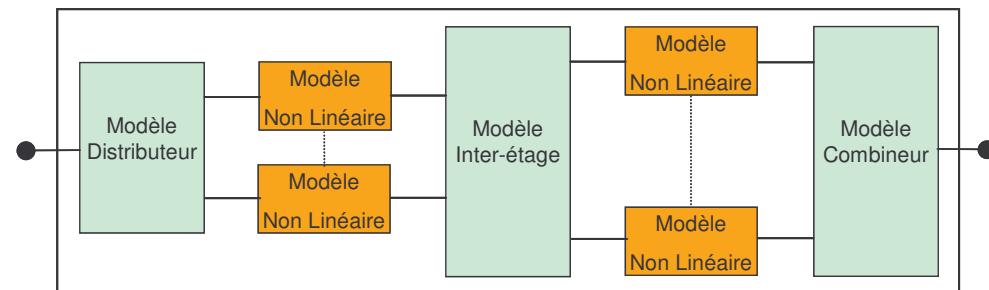 Modèle
Distributeur
Modèle
Non Linéaire
Modèle
Non Linéaire
Modèle
Inter-étage
Modèle
Non Linéaire
Modèle
Non Linéaire
Modèle
Combineur